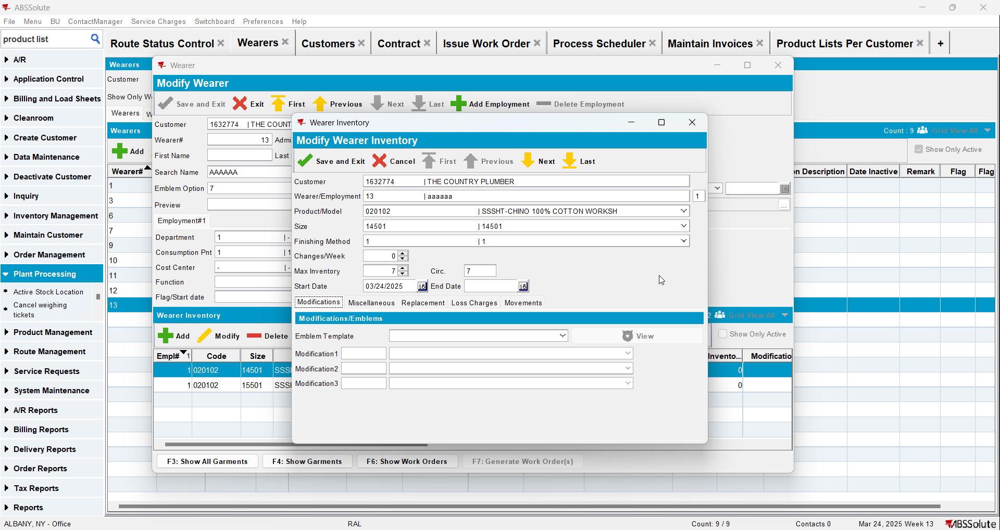 ABSSolute
File Menu BU ContactManager Service Charges Switchboard Preferences Help
product list
Route Status Control Wearers Customers Contract Issue Work Order Process Scheduler Maintain Invoices Product Lists Per Customer +
A/R
Application Control
Billing and Load Sheets
Cleanroom
Create Customer
Data Maintenance
Deactivate Customer
Inquiry
Inventory Management
Maintain Customer
Order Management
Plant Processing
Active Stock Location
Cancel weighing
tickets
Product Management
Route Management
Service Requests
System Maintenance
A/R Reports
Billing Reports
Delivery Reports
Order Reports
Tax Reports
Reports
Wearers
Customer
Show Only W
Wearers W
Wearers
Count : 9 Grid View All
Add
Show Only Active
Wearer# n Description Date Inactive Remark Flag Flag
1
3
6
7
9
10
11
12
13
Wearer
Modify Wearer
Save and Exit Exit First Previous Next Last Add Employment Delete Employment
Customer 1632774 | THE COUNT
Wearer# 13 Admi
First Name Last
Search Name AAAAAA
Emblem Option 7
16
Preview
...
Employment#1
Department 1 | -
Consumption Pnt 1 | 1
Cost Center - | -
Function
Flag/Start date
Wearer Inventory
2 Grid View All
Add Modify Delete
Show Only Active
Empl# 1 Code Size Invento... Modificatio
1 020102 14501 SSS 0
1 020102 15501 SSS 0
F3: Show All Garments F4: Show Garments F6: Show Work Orders F7: Generate Work Order(s)
Wearer Inventory
Modify Wearer Inventory
Save and Exit Cancel First Previous Next Last
Customer 1632774 | THE COUNTRY PLUMBER
Wearer/Employment 13 | aaaaaa 1
Product/Model 020102 | SSSHT-CHINO 100% COTTON WORKSH
Size 14501 | 14501
Finishing Method 1 | 1
Changes/Week 0
Max Inventory 7 Circ. 7
Start Date 03/24/2025 16 End Date 16
Modifications Miscellaneous Replacement Loss Charges Movements
Modifications/Emblems
Emblem Template View
Modification1
Modification2
Modification3
ALBANY, NY - Office RAL Count: 9 / 9 Contacts 0 Mar 24, 2025 Week 13 ABSSolute